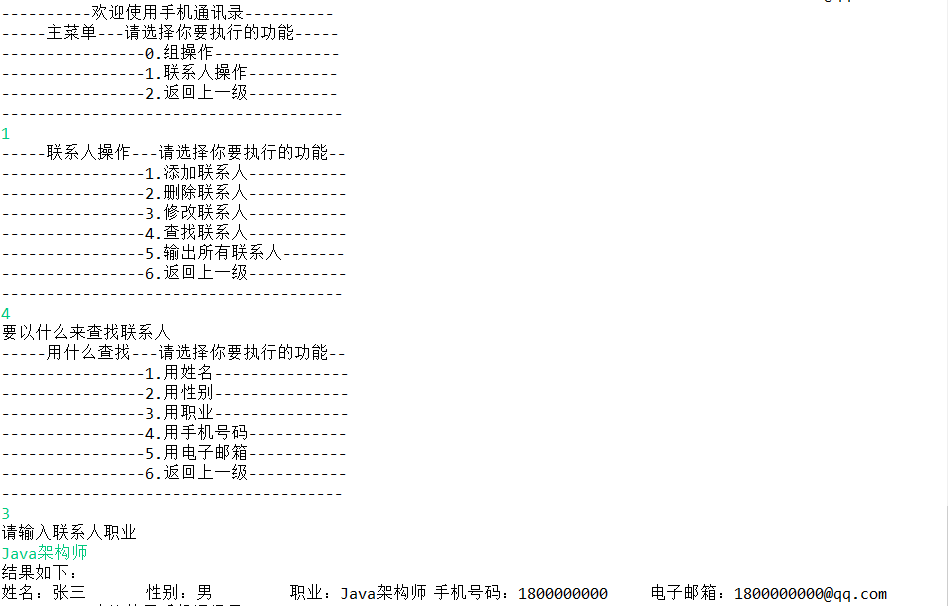 ----------欢迎使用手机通讯录----------
-----主菜单---请选择你要执行的功能-----
----------------0.组操作--------------
----------------1.联系人操作----------
----------------2.返回上一级----------
--------------------------------------
1
-----联系人操作---请选择你要执行的功能--
----------------1.添加联系人-----------
----------------2.删除联系人-----------
----------------3.修改联系人-----------
----------------4.查找联系人-----------
----------------5.输出所有联系人-------
----------------6.返回上一级-----------
--------------------------------------
4
要以什么来查找联系人
-----用什么查找---请选择你要执行的功能--
----------------1.用姓名---------------
----------------2.用性别---------------
----------------3.用职业---------------
----------------4.用手机号码-----------
----------------5.用电子邮箱-----------
----------------6.返回上一级-----------
--------------------------------------
3
请输入联系人职业
Java架构师
结果如下：
姓名：张三 性别：男 职业：Java架构师 手机号码：1800000000 电子邮箱：1800000000@qq.com